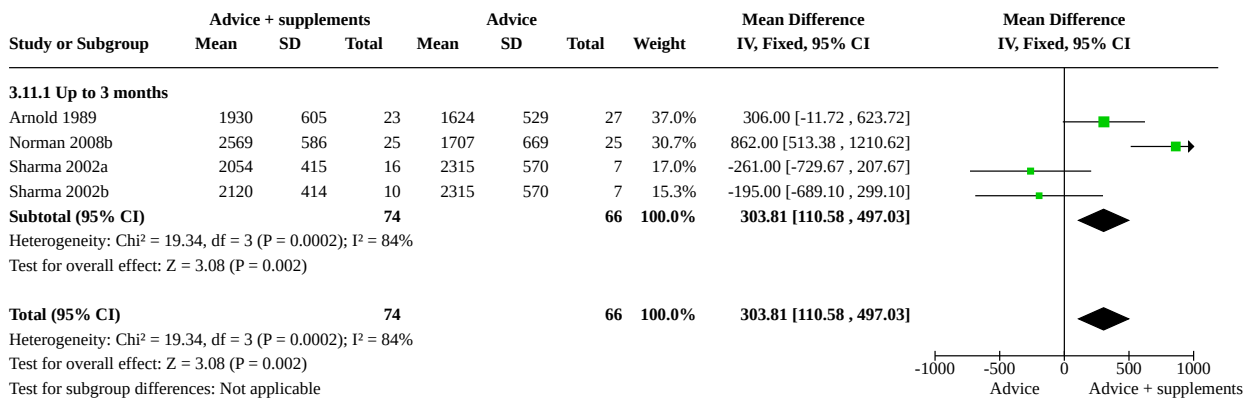 Advice + supplements Advice Mean Difference Mean Difference
Study or Subgroup Mean SD Total Mean SD Total Weight IV, Fixed, 95% CI IV, Fixed, 95% CI
3.11.1 Up to 3 months
Arnold 1989 1930 605 23 1624 529 27 37.0% 306.00 [-11.72 , 623.72]
Norman 2008b 2569 586 25 1707 669 25 30.7% 862.00 [513.38 , 1210.62]
Sharma 2002a 2054 415 16 2315 570 7 17.0% -261.00 [-729.67 , 207.67]
Sharma 2002b 2120 414 10 2315 570 7 15.3% -195.00 [-689.10 , 299.10]
Subtotal (95% CI) 74 66 100.0% 303.81 [110.58 , 497.03]
Heterogeneity: Chi² = 19.34, df = 3 (P = 0.0002); I² = 84%
Test for overall effect: Z = 3.08 (P = 0.002)
Total (95% CI) 74 66 100.0% 303.81 [110.58 , 497.03]
Heterogeneity: Chi² = 19.34, df = 3 (P = 0.0002); I² = 84%
Test for overall effect: Z = 3.08 (P = 0.002)
-1000 -500 0 500 1000
Test for subgroup differences: Not applicable Advice Advice + supplements